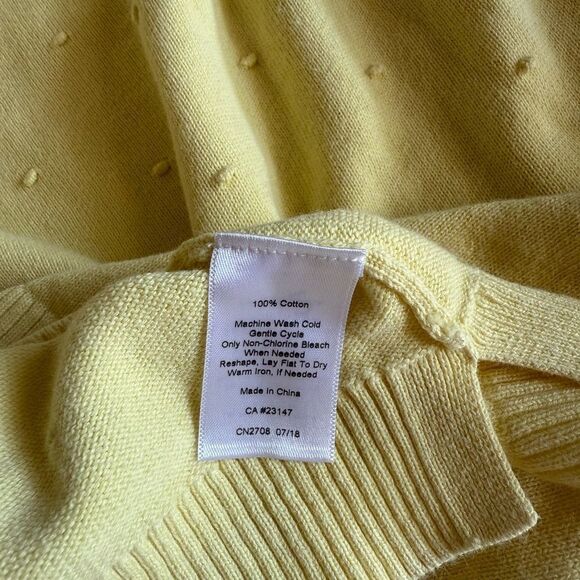 100% Cotton
Machine Wash Cold
Gentle Cycle
Only Non-Chlorine Bleach
When Needed
Reshape, Lay Flat To Dry
Warm Iron, If Needed
Made in China
CA #23147
CN2708 07/18